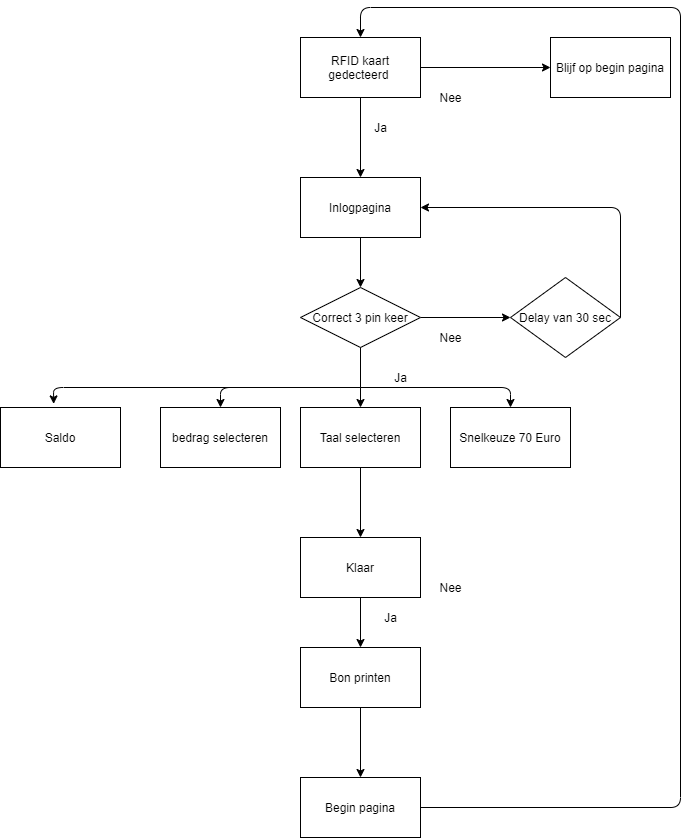 RFID kaart
gedecteerd
Blijf op begin pagina
Nee
Ja
Inlogpagina
Correct 3 pin keer
Delay van 30 sec
Nee
Ja
Saldo
bedrag selecteren
Taal selecteren
Snelkeuze 70 Euro
Klaar
Nee
Ja
Bon printen
Begin pagina